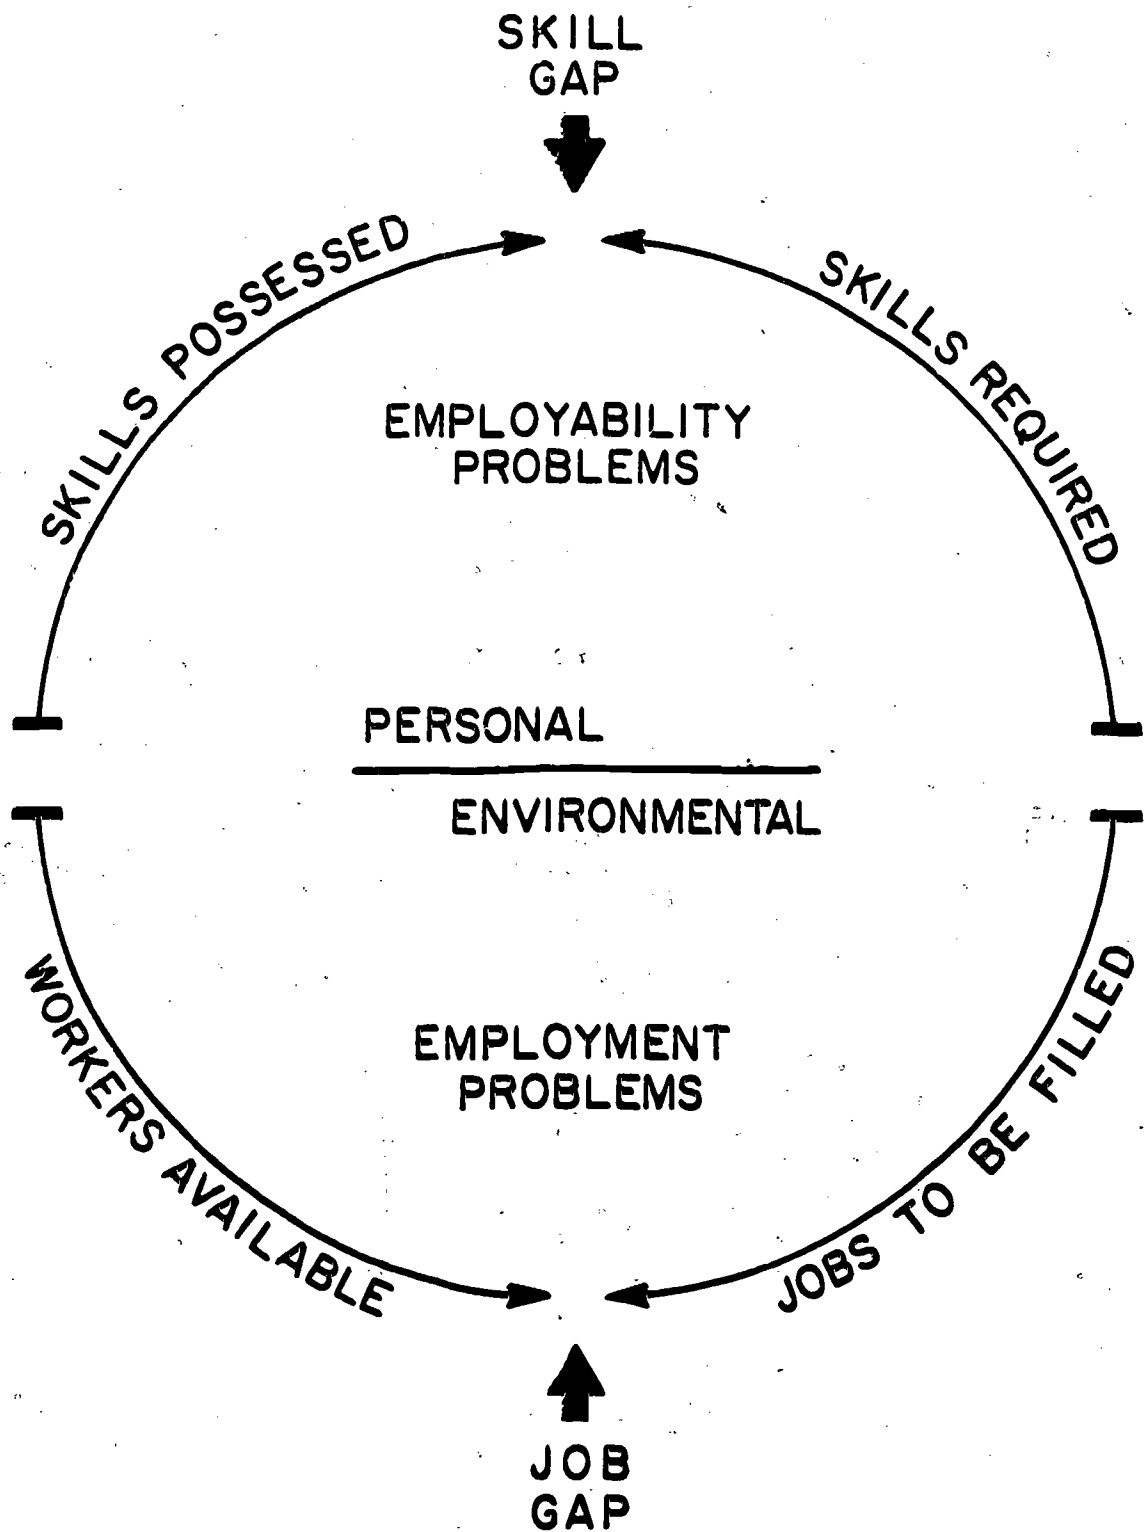 SKILL
GAP
SKILLS POSSESSED
SKILLS REQUIRED
EMPLOYABILITY
PROBLEMS
PERSONAL
ENVIRONMENTAL
EMPLOYMENT
PROBLEMS
WORKERS AVAILABLE
JOBS TO BE FILLED
JOB
GAP